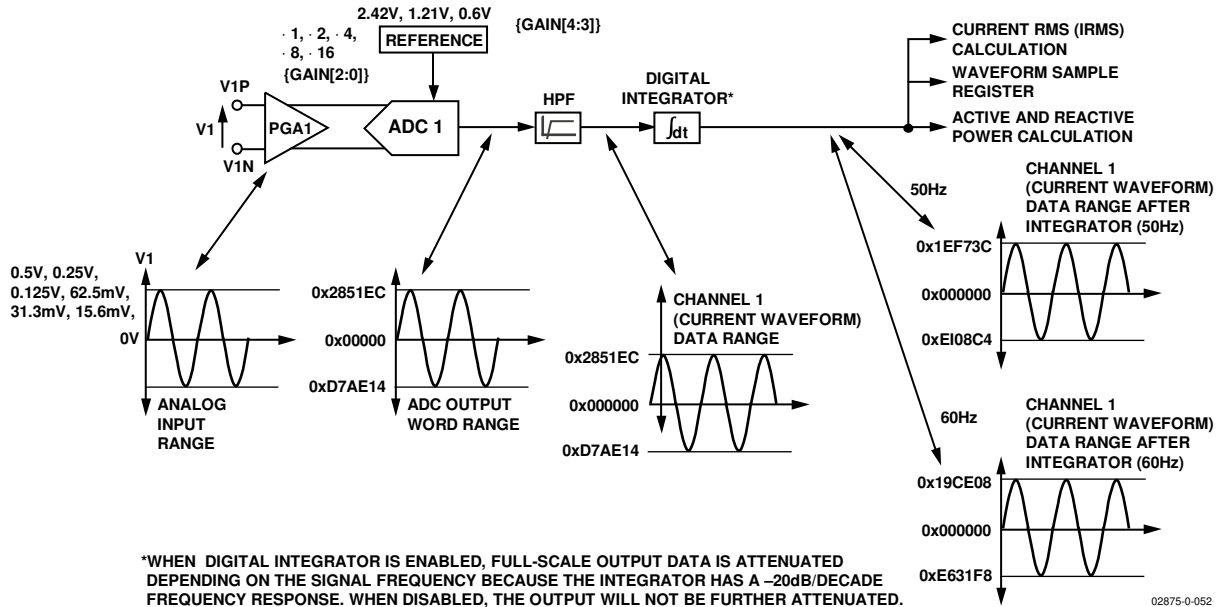 2.42V, 1.21V, 0.6V
{GAIN[4:3]}
REFERENCE
· 1, · 2, · 4,
· 8, · 16
{GAIN[2:0]}
V1P
V1
V1N
PGA1
ADC 1
HPF
DIGITAL
INTEGRATOR*
∫dt
CURRENT RMS (IRMS)
CALCULATION
WAVEFORM SAMPLE
REGISTER
ACTIVE AND REACTIVE
POWER CALCULATION
50Hz
CHANNEL 1
(CURRENT WAVEFORM)
DATA RANGE AFTER
INTEGRATOR (50Hz)
0x1EF73C
0x000000
0xEI08C4
V1
0.5V, 0.25V,
0.125V, 62.5mV,
31.3mV, 15.6mV,
0V
ANALOG
INPUT
RANGE
0x2851EC
0x00000
0xD7AE14
ADC OUTPUT
WORD RANGE
CHANNEL 1
(CURRENT WAVEFORM)
DATA RANGE
0x2851EC
0x000000
0xD7AE14
60Hz
CHANNEL 1
(CURRENT WAVEFORM)
DATA RANGE AFTER
INTEGRATOR (60Hz)
0x19CE08
0x000000
0xE631F8
*WHEN DIGITAL INTEGRATOR IS ENABLED, FULL-SCALE OUTPUT DATA IS ATTENUATED
DEPENDING ON THE SIGNAL FREQUENCY BECAUSE THE INTEGRATOR HAS A –20dB/DECADE
FREQUENCY RESPONSE. WHEN DISABLED, THE OUTPUT WILL NOT BE FURTHER ATTENUATED.
02875-0-052